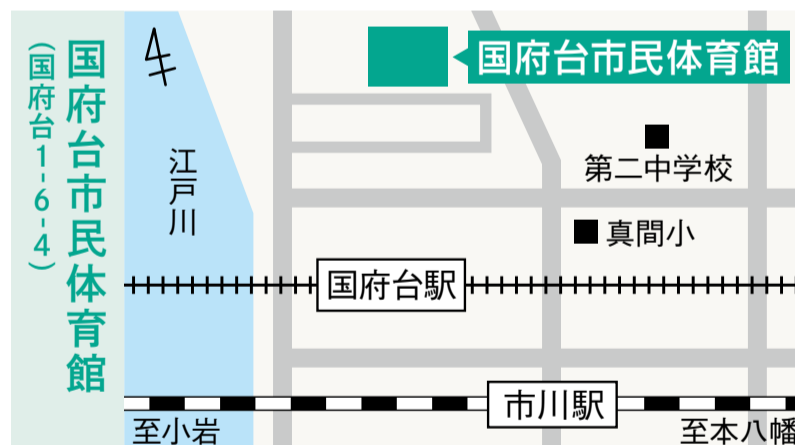 国府台市民体育館
（国府台1-6-4）
国府台市民体育館
江戸川
第二中学校
真間小
国府台駅
市川駅
至小岩
至本八幡